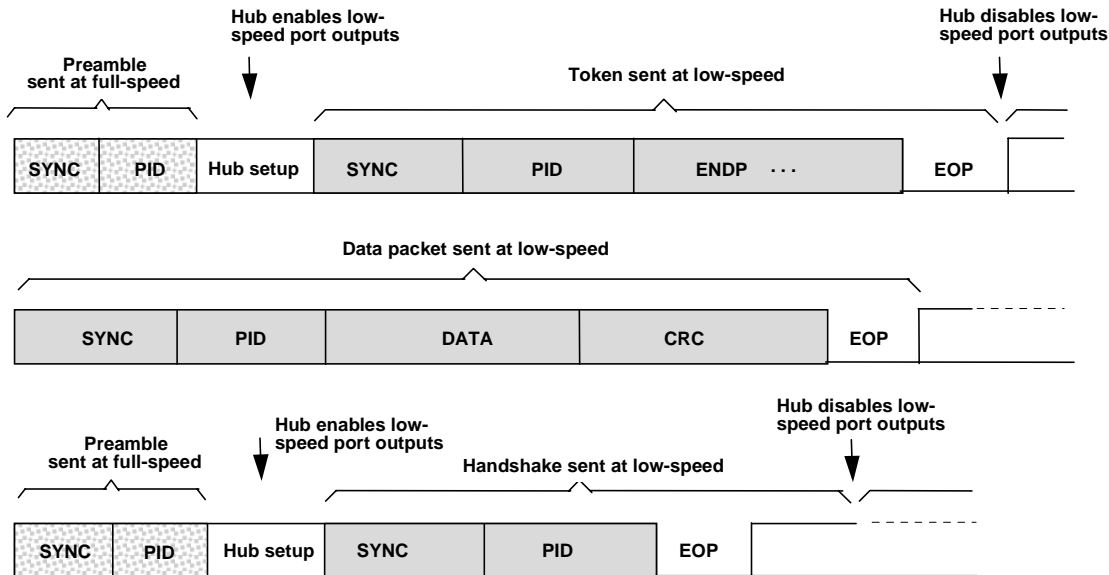 Hub enables low-
speed port outputs
Hub disables low-
speed port outputs
Preamble
sent at full-speed
Token sent at low-speed
SYNC PID Hub setup SYNC PID ENDP ... EOP
Data packet sent at low-speed
SYNC PID DATA CRC EOP
Hub enables low-
speed port outputs
Hub disables low-
speed port outputs
Preamble
sent at full-speed
Handshake sent at low-speed
SYNC PID Hub setup SYNC PID EOP